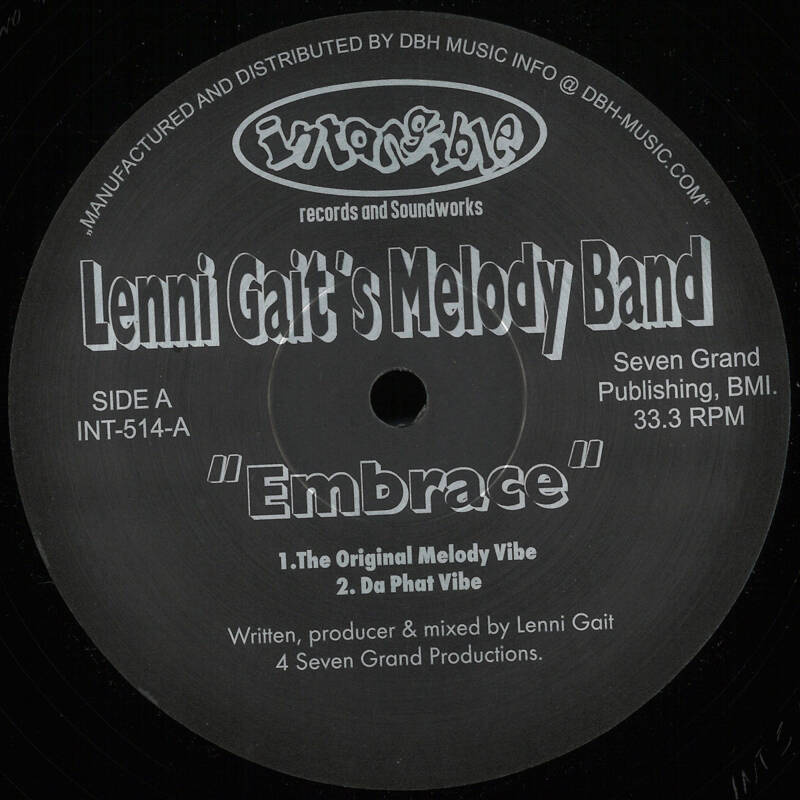 „MANUFACTURED AND DISTRIBUTED BY DBH MUSIC INFO @ DBH-MUSIC.COM“
intangible
records and Soundworks
Lenni Gait's Melody Band
SIDE A
INT-514-A
Seven Grand
Publishing, BMI.
33.3 RPM
"Embrace"
1.The Original Melody Vibe
2. Da Phat Vibe
Written, producer & mixed by Lenni Gait
4 Seven Grand Productions.